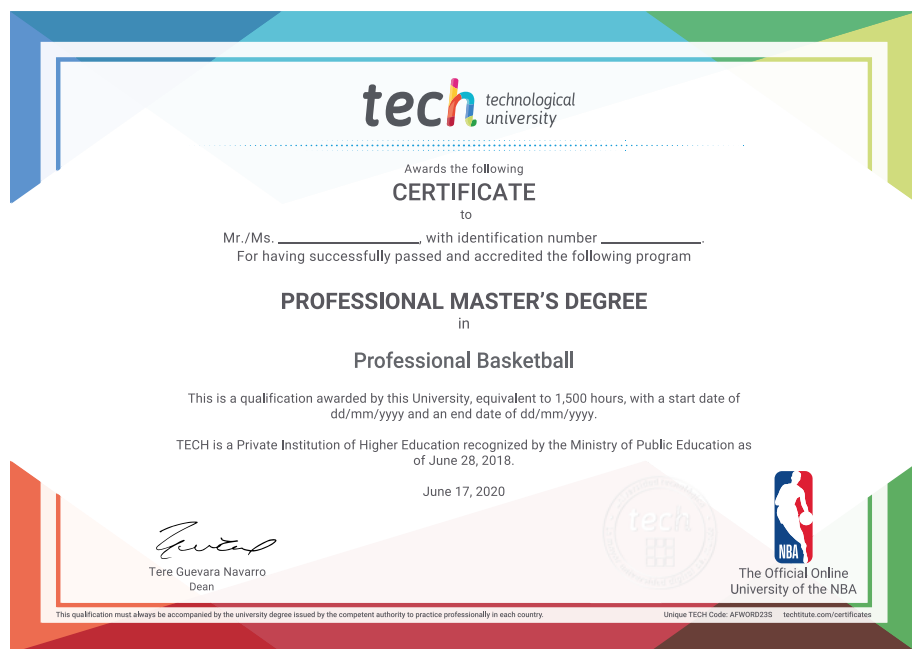 tech technological
university
Awards the following
CERTIFICATE
to
Mr./Ms. ____________, with identification number ____________.
For having successfully passed and accredited the following program
PROFESSIONAL MASTER'S DEGREE
in
Professional Basketball
This is a qualification awarded by this University, equivalent to 1,500 hours, with a start date of
dd/mm/yyyy and an end date of dd/mm/yyyy.
TECH is a Private Institution of Higher Education recognized by the Ministry of Public Education as
of June 28, 2018.
June 17, 2020
tech
NBA
Tere Guevara Navarro
Dean
The Official Online
University of the NBA
This qualification must always be accompanied by the university degree issued by the competent authority to practice professionally in each country.
Unique TECH Code: AFWORD23S techtitute.com/certificates